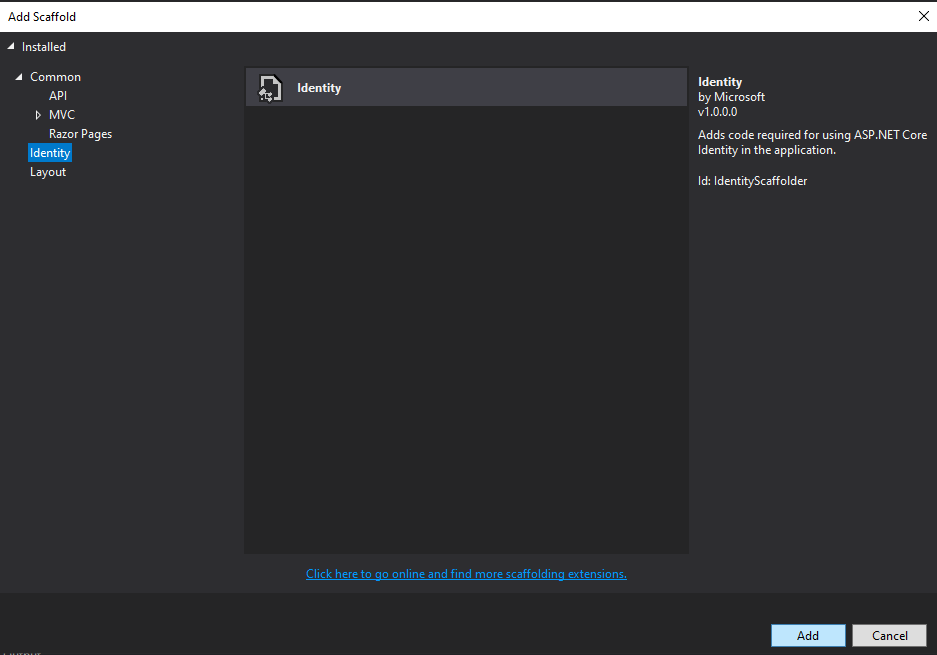 Add Scaffold
Installed
Common
API
MVC
Razor Pages
Identity
Layout
Identity
Identity
by Microsoft
v1.0.0.0
Adds code required for using ASP.NET Core
Identity in the application.
Id: IdentityScaffolder
Click here to go online and find more scaffolding extensions.
Add
Cancel